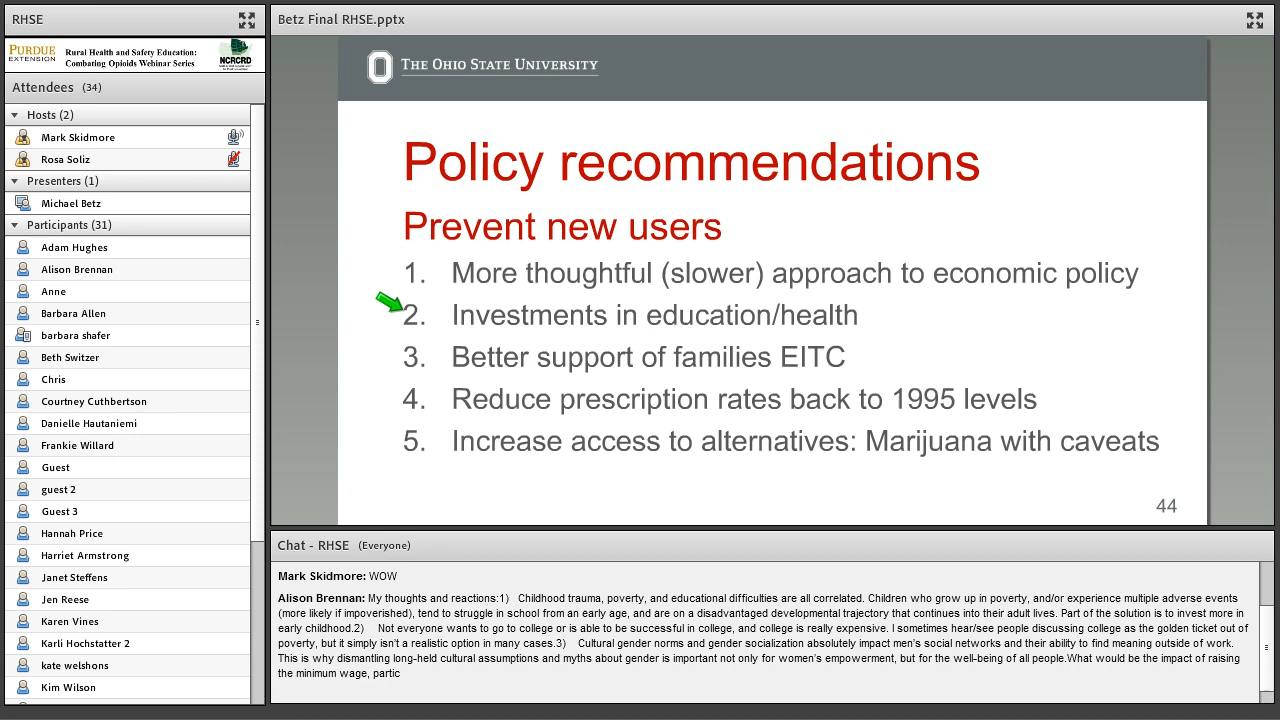 RHSE
PURDUE
EXTENSION
Rural Health and Safety Education:
Combating Opioids Webinar Series
NCRCRD
Attendees (34)
Hosts (2)
Mark Skidmore
Rosa Soliz
Presenters (1)
Michael Betz
Participants (31)
Adam Hughes
Alison Brennan
Anne
Barbara Allen
barbara shafer
Beth Switzer
Chris
Courtney Cuthbertson
Danielle Hautaniemi
Frankie Willard
Guest
guest 2
Guest 3
Hannah Price
Harriet Armstrong
Janet Steffens
Jen Reese
Karen Vines
Karli Hochstatter 2
kate welshons
Kim Wilson
Betz Final RHSE.pptx
THE OHIO STATE UNIVERSITY
Policy recommendations
Prevent new users
1. More thoughtful (slower) approach to economic policy
2. Investments in education/health
3. Better support of families EITC
4. Reduce prescription rates back to 1995 levels
5. Increase access to alternatives: Marijuana with caveats
44
Chat - RHSE (Everyone)
Mark Skidmore: WOW
Alison Brennan: My thoughts and reactions:1) Childhood trauma, poverty, and educational difficulties are all correlated. Children who grow up in poverty, and/or experience multiple adverse events
(more likely if impoverished), tend to struggle in school from an early age, and are on a disadvantaged developmental trajectory that continues into their adult lives. Part of the solution is to invest more in
early childhood.2) Not everyone wants to go to college or is able to be successful in college, and college is really expensive. I sometimes hear/see people discussing college as the golden ticket out of
poverty, but it simply isn't a realistic option in many cases.3) Cultural gender norms and gender socialization absolutely impact men's social networks and their ability to find meaning outside of work.
This is why dismantling long-held cultural assumptions and myths about gender is important not only for women's empowerment, but for the well-being of all people.What would be the impact of raising
the minimum wage, partic